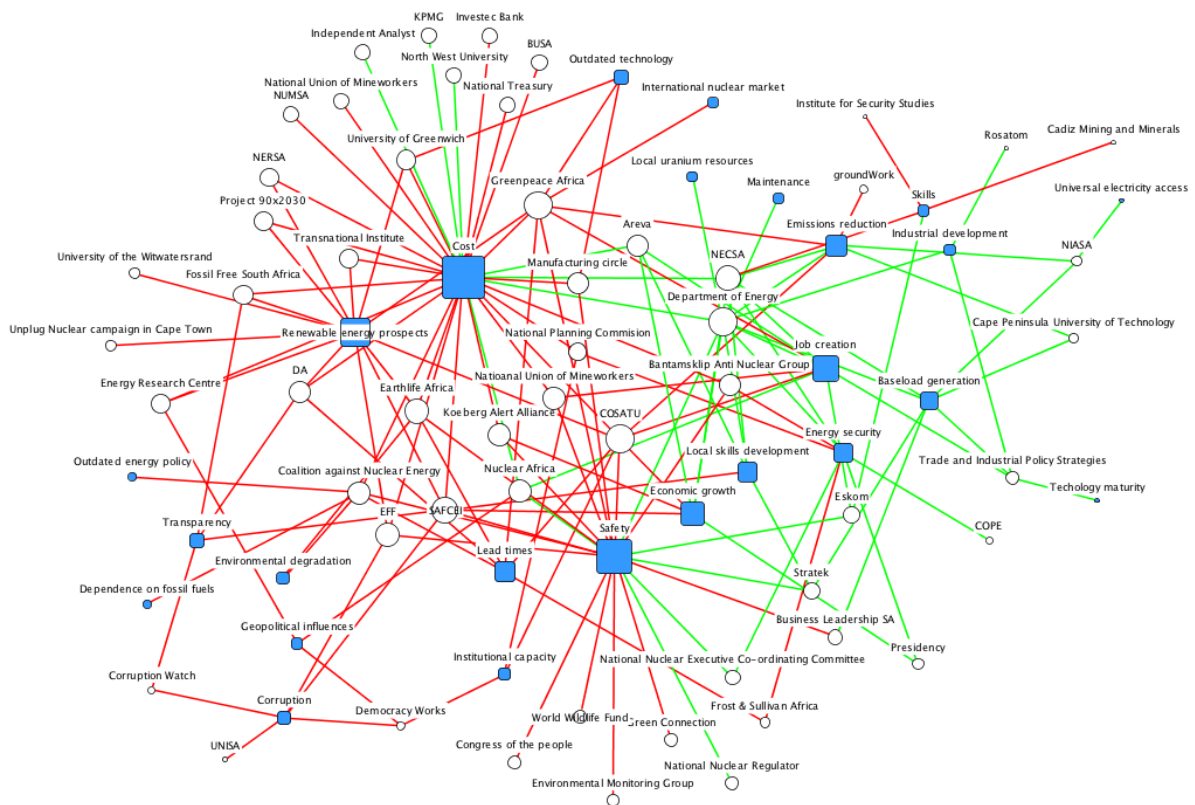 KPMG
Investec Bank
Independent Analyst
BUSA
North West University
Outdated technology
National Union of Mineworkers
National Treasury
International nuclear market
NUMSA
Institute for Security Studies
University of Greenwich
Rosatom
Cadiz Mining and Minerals
NERSA
Local uranium resources
groundWork
Greenpeace Africa
Maintenance
Skills
Universal electricity access
Project 90x2030
Areva
Emissions reduction
Transnational Institute
Cost
Industrial development
NIASA
University of the Witwatersrand
Manufacturing circle
NECSA
Fossil Free South Africa
Department of Energy
Unplug Nuclear campaign in Cape Town
Renewable energy prospects
National Planning Commision
Cape Peninsula University of Technology
Job creation
Energy Research Centre
DA
Earthlife Africa
Natioanal Union of Mineworkers
Bantamsklip Anti Nuclear Group
Baseload generation
Koeberg Alert Alliance
COSATU
Energy security
Outdated energy policy
Coalition against Nuclear Energy
Nuclear Africa
Local skills development
Trade and Industrial Policy Strategies
Economic growth
Eskom
Techology maturity
Transparency
EFF
SAFCEI
Safety
COPE
Environmental degradation
Lead times
Stratek
Dependence on fossil fuels
Business Leadership SA
Geopolitical influences
Presidency
Institutional capacity
National Nuclear Executive Co-ordinating Committee
Corruption Watch
Corruption
Democracy Works
World Wildlife Fund
Green Connection
Frost & Sullivan Africa
UNISA
Congress of the people
National Nuclear Regulator
Environmental Monitoring Group